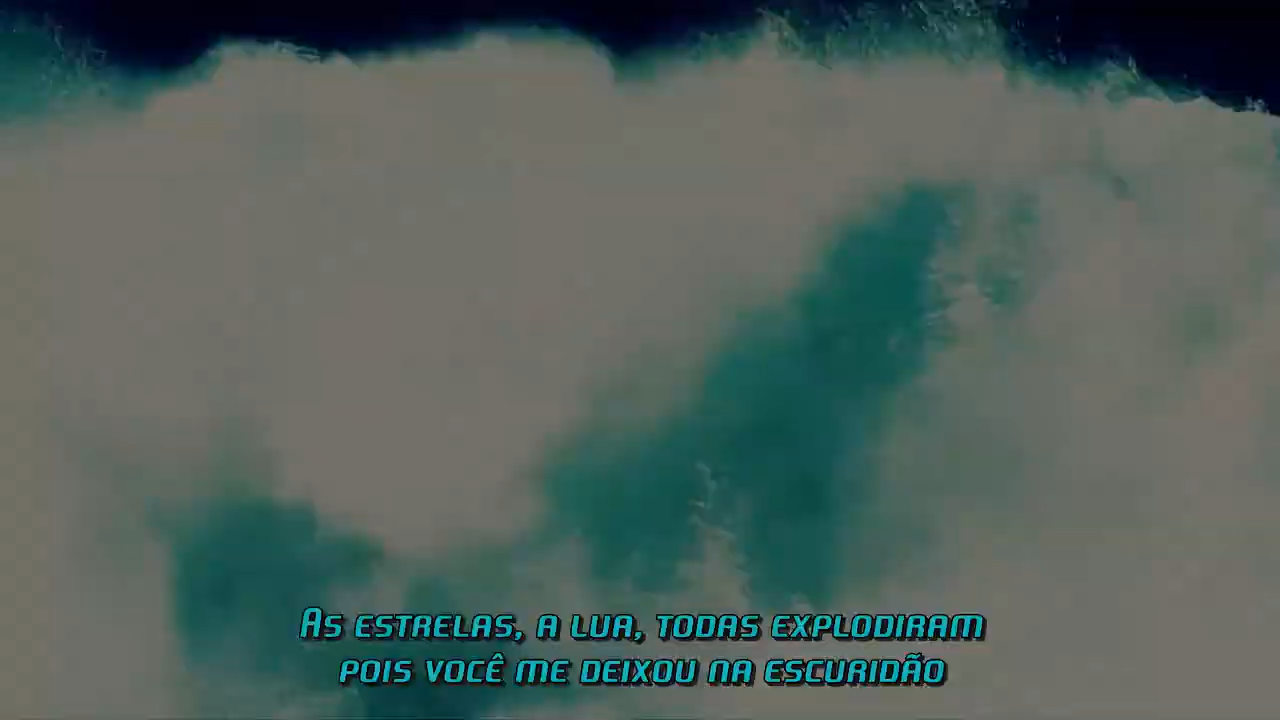 As estrelas, a lua, todas explodiram
pois você me deixou na escuridão